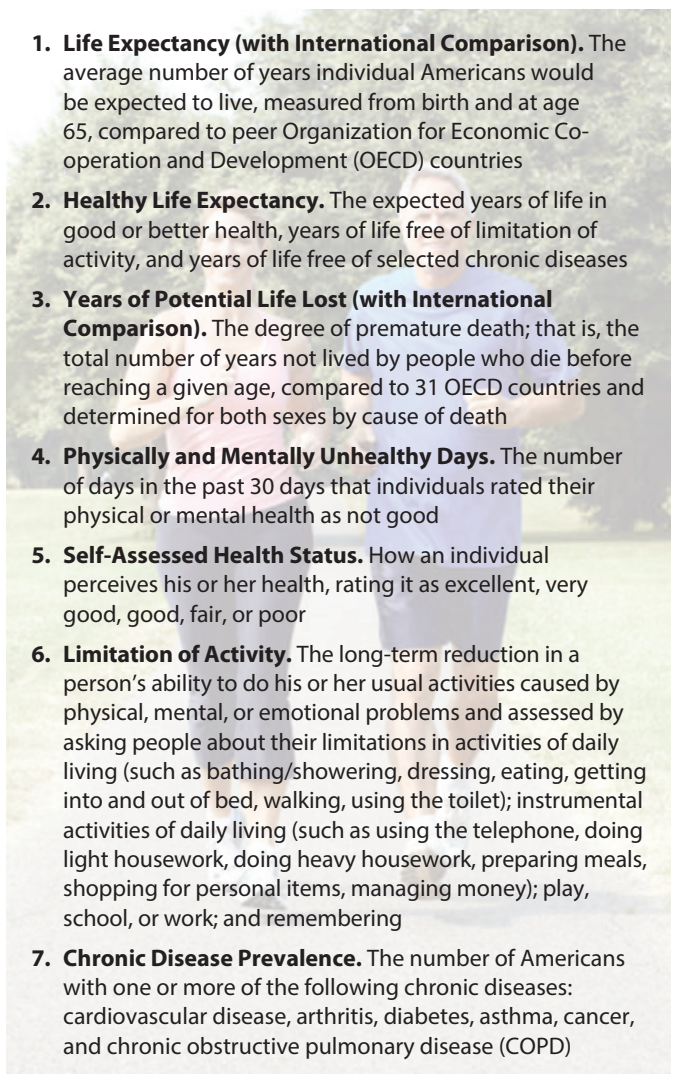 1. Life Expectancy (with International Comparison). The
average number of years individual Americans would
be expected to live, measured from birth and at age
65, compared to peer Organization for Economic Co-
operation and Development (OECD) countries
2. Healthy Life Expectancy. The expected years of life in
good or better health, years of life free of limitation of
activity, and years of life free of selected chronic diseases
3. Years of Potential Life Lost (with International
Comparison). The degree of premature death; that is, the
total number of years not lived by people who die before
reaching a given age, compared to 31 OECD countries and
determined for both sexes by cause of death
4. Physically and Mentally Unhealthy Days. The number
of days in the past 30 days that individuals rated their
physical or mental health as not good
5. Self-Assessed Health Status. How an individual
perceives his or her health, rating it as excellent, very
good, good, fair, or poor
6. Limitation of Activity. The long-term reduction in a
person’s ability to do his or her usual activities caused by
physical, mental, or emotional problems and assessed by
asking people about their limitations in activities of daily
living (such as bathing/showering, dressing, eating, getting
into and out of bed, walking, using the toilet); instrumental
activities of daily living (such as using the telephone, doing
light housework, doing heavy housework, preparing meals,
shopping for personal items, managing money); play,
school, or work; and remembering
7. Chronic Disease Prevalence. The number of Americans
with one or more of the following chronic diseases:
cardiovascular disease, arthritis, diabetes, asthma, cancer,
and chronic obstructive pulmonary disease (COPD)